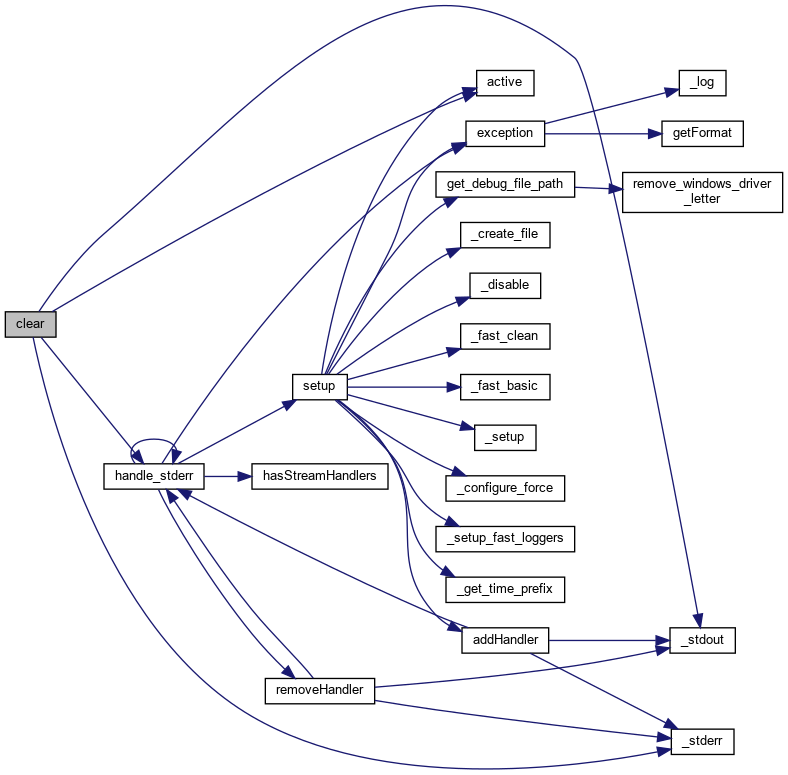 _log
active
exception
getFormat
get_debug_file_path
remove_windows_driver
_letter
_create_file
_disable
clear
_fast_clean
setup
_fast_basic
_setup
handle_stderr
hasStreamHandlers
_configure_force
_setup_fast_loggers
_get_time_prefix
addHandler
_stdout
removeHandler
_stderr